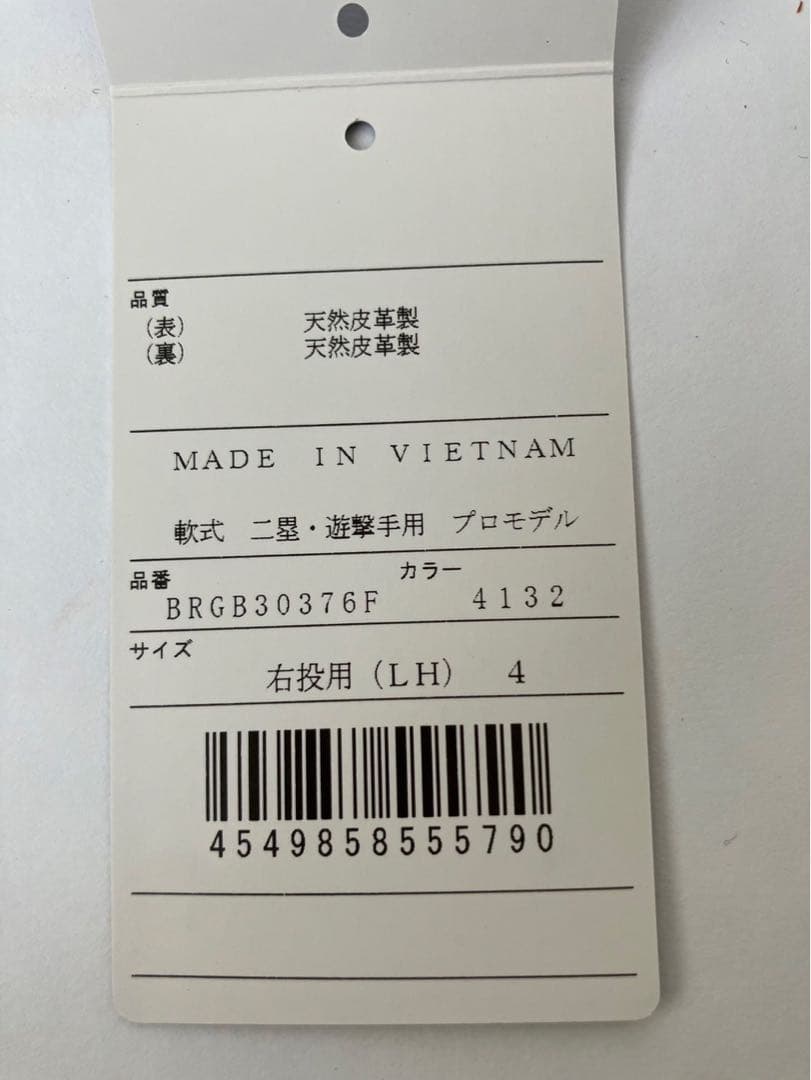 品質
（表） 天然皮革製
（裏） 天然皮革製
MADE IN VIETNAM
軟式 二塁・遊撃手用 プロモデル
品番 カラー
BRGB30376F 4132
サイズ
右投用（LH） 4
4549858555790